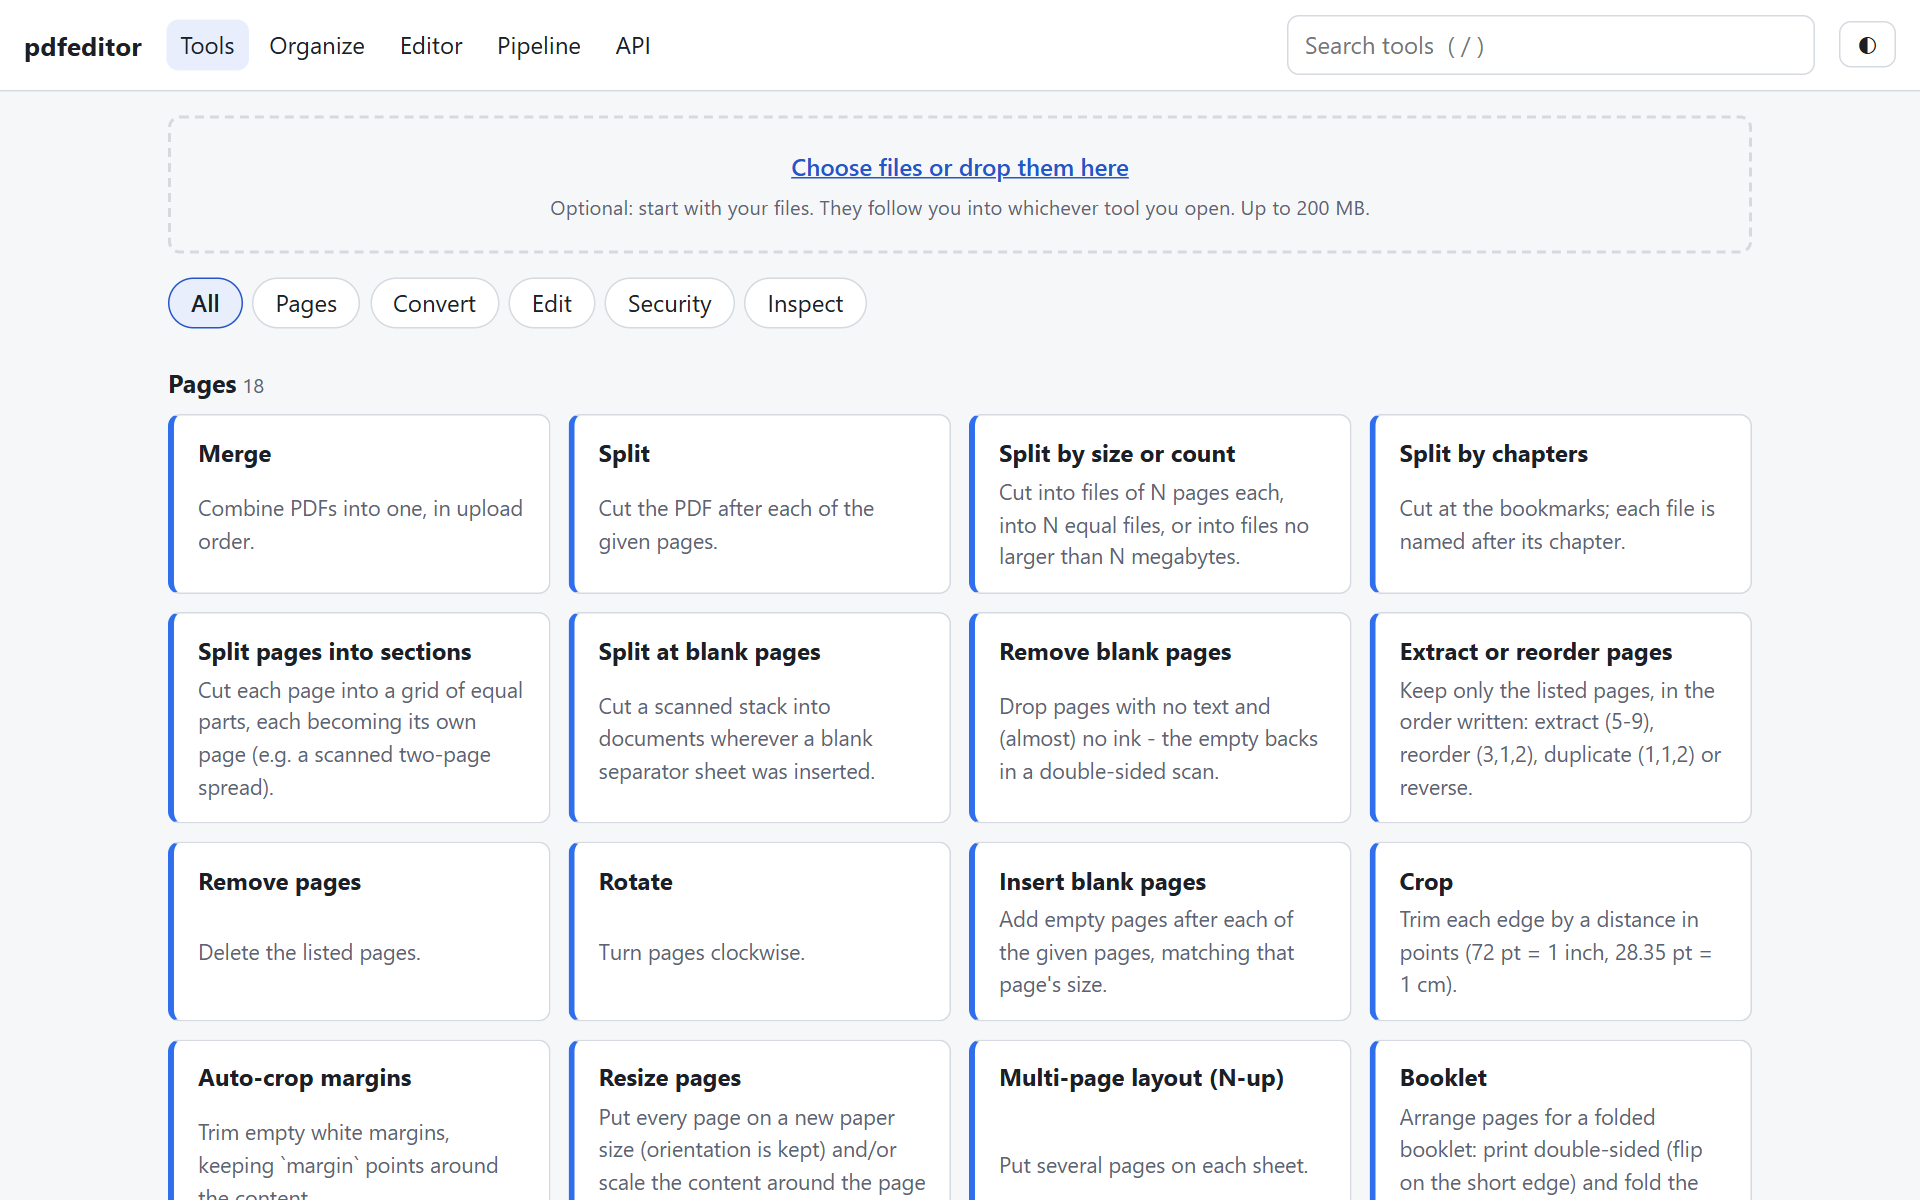 pdfeditor
Tools
Organize
Editor
Pipeline
API
Search tools ( / )
Choose files or drop them here
Optional: start with your files. They follow you into whichever tool you open. Up to 200 MB.
All
Pages
Convert
Edit
Security
Inspect
Pages 18
Merge
Combine PDFs into one, in upload
order.
Split
Cut the PDF after each of the
given pages.
Split by size or count
Cut into files of N pages each,
into N equal files, or into files no
larger than N megabytes.
Split by chapters
Cut at the bookmarks; each file is
named after its chapter.
Split pages into sections
Cut each page into a grid of equal
parts, each becoming its own
page (e.g. a scanned two-page
spread).
Split at blank pages
Cut a scanned stack into
documents wherever a blank
separator sheet was inserted.
Remove blank pages
Drop pages with no text and
(almost) no ink - the empty backs
in a double-sided scan.
Extract or reorder pages
Keep only the listed pages, in the
order written: extract (5-9),
reorder (3,1,2), duplicate (1,1,2) or
reverse.
Remove pages
Delete the listed pages.
Rotate
Turn pages clockwise.
Insert blank pages
Add empty pages after each of
the given pages, matching that
page's size.
Crop
Trim each edge by a distance in
points (72 pt = 1 inch, 28.35 pt =
1 cm).
Auto-crop margins
Trim empty white margins,
keeping `margin` points around
the content.
Resize pages
Put every page on a new paper
size (orientation is kept) and/or
scale the content around the page
Multi-page layout (N-up)
Put several pages on each sheet.
Booklet
Arrange pages for a folded
booklet: print double-sided (flip
on the short edge) and fold the